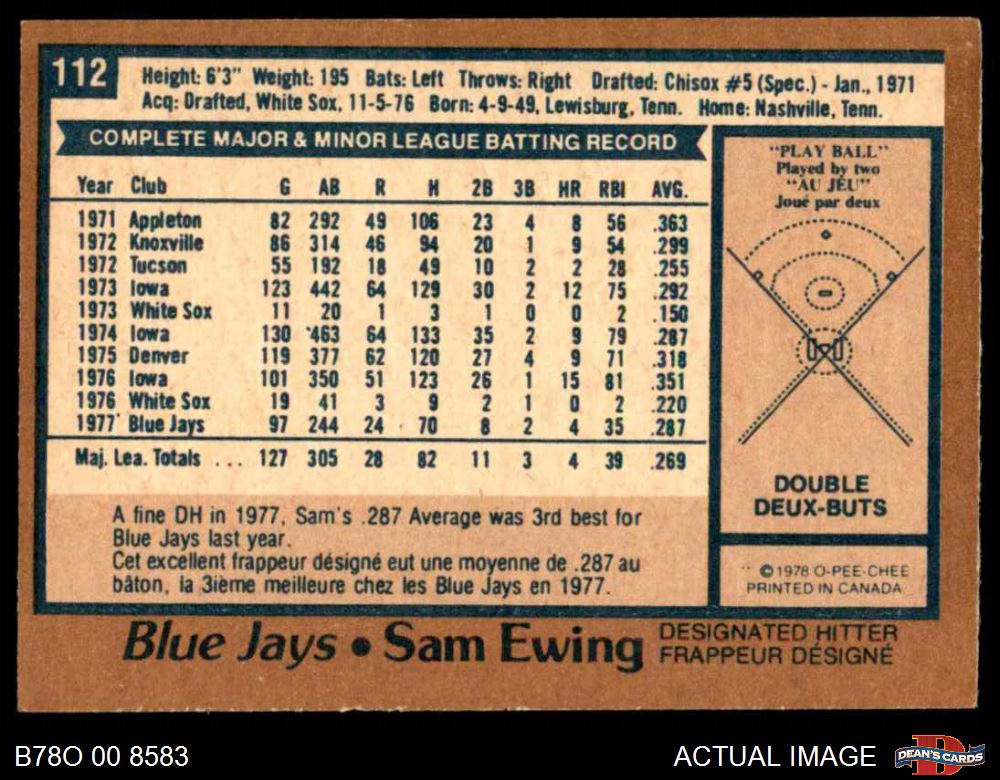 112
Height: 6'3" Weight: 195 Bats: Left Throws: Right Drafted: Chisox #5 (Spec.) - Jan., 1971
Acq: Drafted, White Sox, 11-5-76 Born: 4-9-49, Lewisburg, Tenn. Home: Nashville, Tenn.
COMPLETE MAJOR & MINOR LEAGUE BATTING RECORD
Year Club G AB R H 2B 3B HR RBI AVG.
1971 Appleton 82 292 49 106 23 4 8 56 .363
1972 Knoxville 86 314 46 94 20 1 9 54 .299
1972 Tucson 55 192 18 49 10 2 2 28 .255
1973 Iowa 123 442 64 129 30 2 12 75 .292
1973 White Sox 11 20 1 3 1 0 0 2 .150
1974 Iowa 130 463 64 133 35 2 9 79 .287
1975 Denver 119 377 62 120 27 4 9 71 .318
1976 Iowa 101 350 51 123 26 1 15 81 .351
1976 White Sox 19 41 3 9 2 1 0 2 .220
1977 Blue Jays 97 244 24 70 8 2 4 35 .287
Maj. Lea. Totals ... 127 305 28 82 11 3 4 39 .269
A fine DH in 1977, Sam's .287 Average was 3rd best for
Blue Jays last year.
Cet excellent frappeur désigné eut une moyenne de .287 au
bâton, la 3ième meilleure chez les Blue Jays en 1977.
"PLAY BALL"
Played by two
"AU JEU"
Joué par deux
DOUBLE
DEUX-BUTS
©1978 O-PEE-CHEE
PRINTED IN CANADA
Blue Jays • Sam Ewing
DESIGNATED HITTER
FRAPPEUR DÉSIGNÉ
B78O 00 8583
ACTUAL IMAGE
DEAN'S CARDS